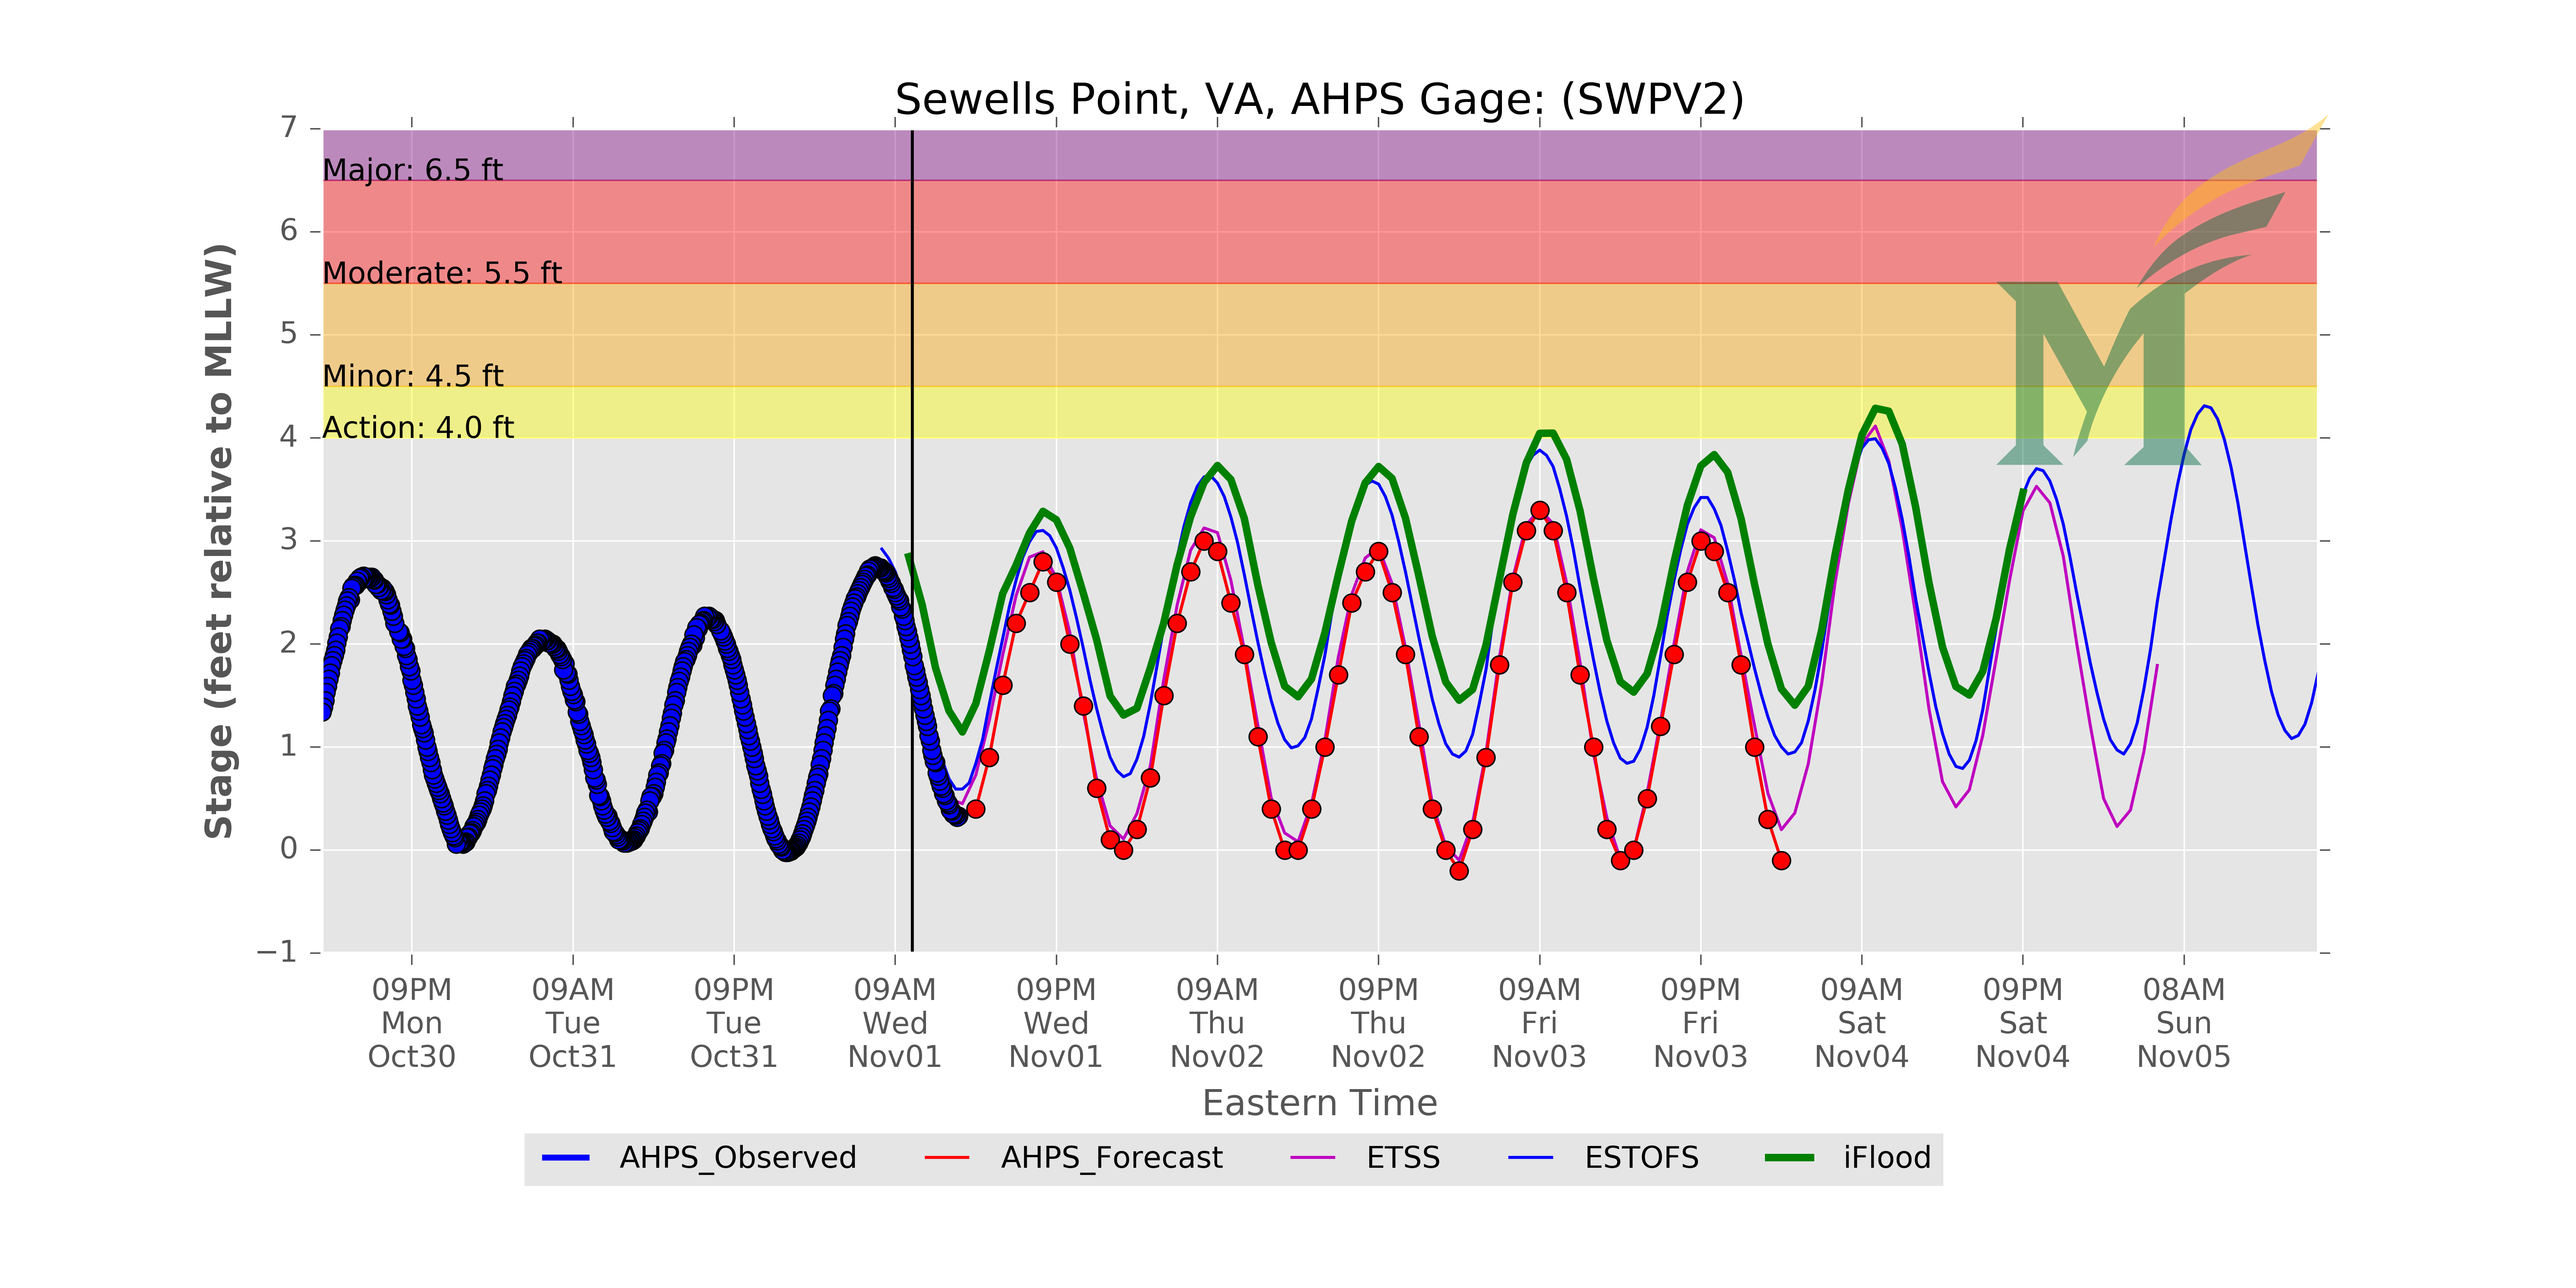 Sewells Point, VA, AHPS Gage: (SWPV2)
7
Major: 6.5 ft
6
Moderate: 5.5 ft
5
Minor: 4.5 ft
Action: 4.0 ft
4
3
2
1
0
−1
Stage (feet relative to MLLW)
09PM 09AM 09PM 09AM 09PM 09AM 09PM 09AM 09PM 09AM 09PM 08AM
Mon Tue Tue Wed Wed Thu Thu Fri Fri Sat Sat Sun
Oct30 Oct31 Oct31 Nov01 Nov01 Nov02 Nov02 Nov03 Nov03 Nov04 Nov04 Nov05
Eastern Time
AHPS_Observed AHPS_Forecast ETSS ESTOFS iFlood
M